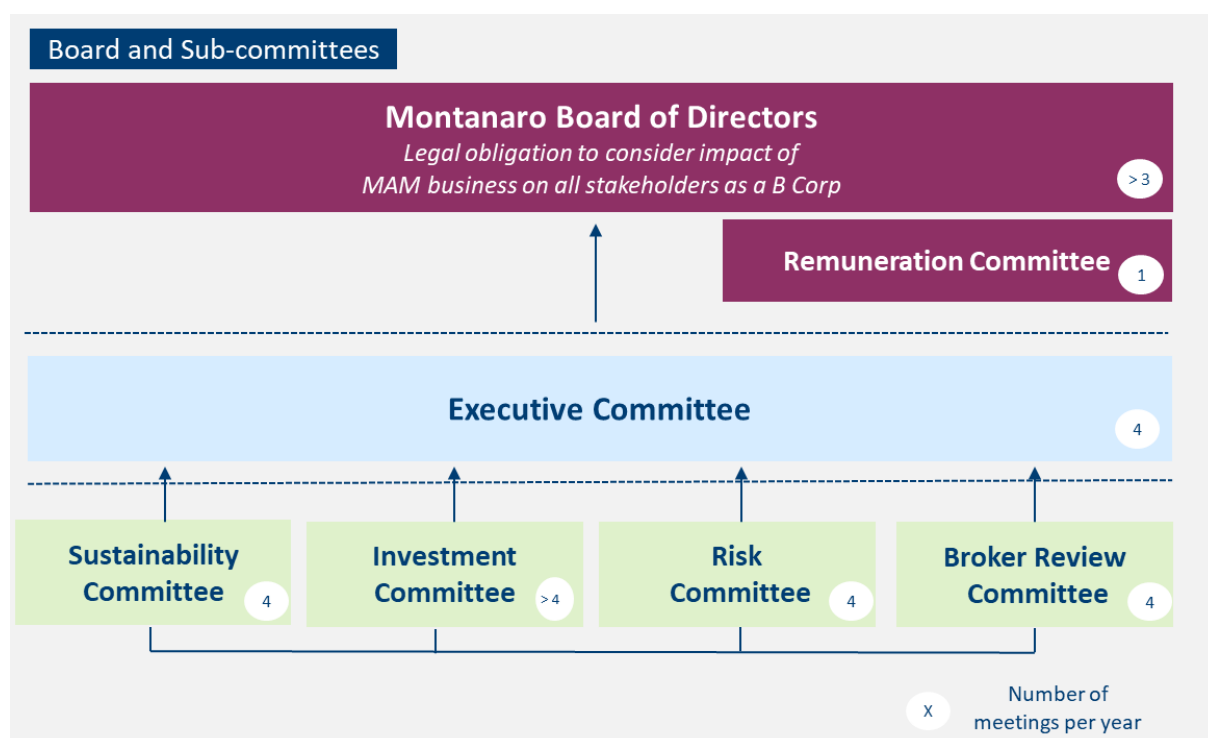 Board and Sub-committees
Montanaro Board of Directors
Legal obligation to consider impact of
MAM business on all stakeholders as a B Corp
> 3
Remuneration Committee
1
Executive Committee
4
Sustainability
Committee
4
Investment
Committee
> 4
Risk
Committee
4
Broker Review
Committee
4
X
Number of
meetings per year